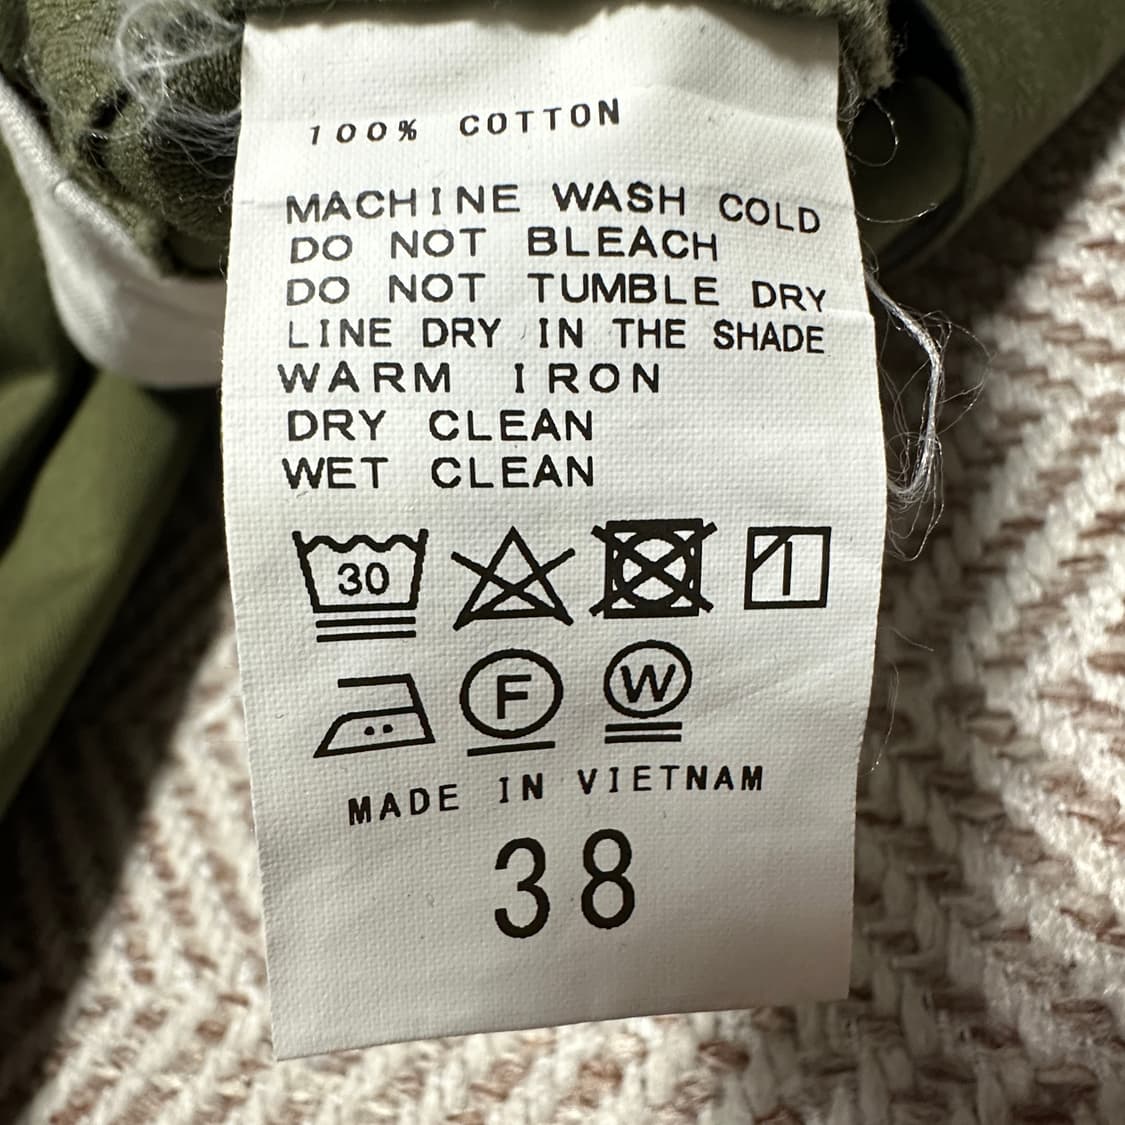 100% COTTON
MACHINE WASH COLD
DO NOT BLEACH
DO NOT TUMBLE DRY
LINE DRY IN THE SHADE
WARM IRON
DRY CLEAN
WET CLEAN
30
F W
MADE IN VIETNAM
38